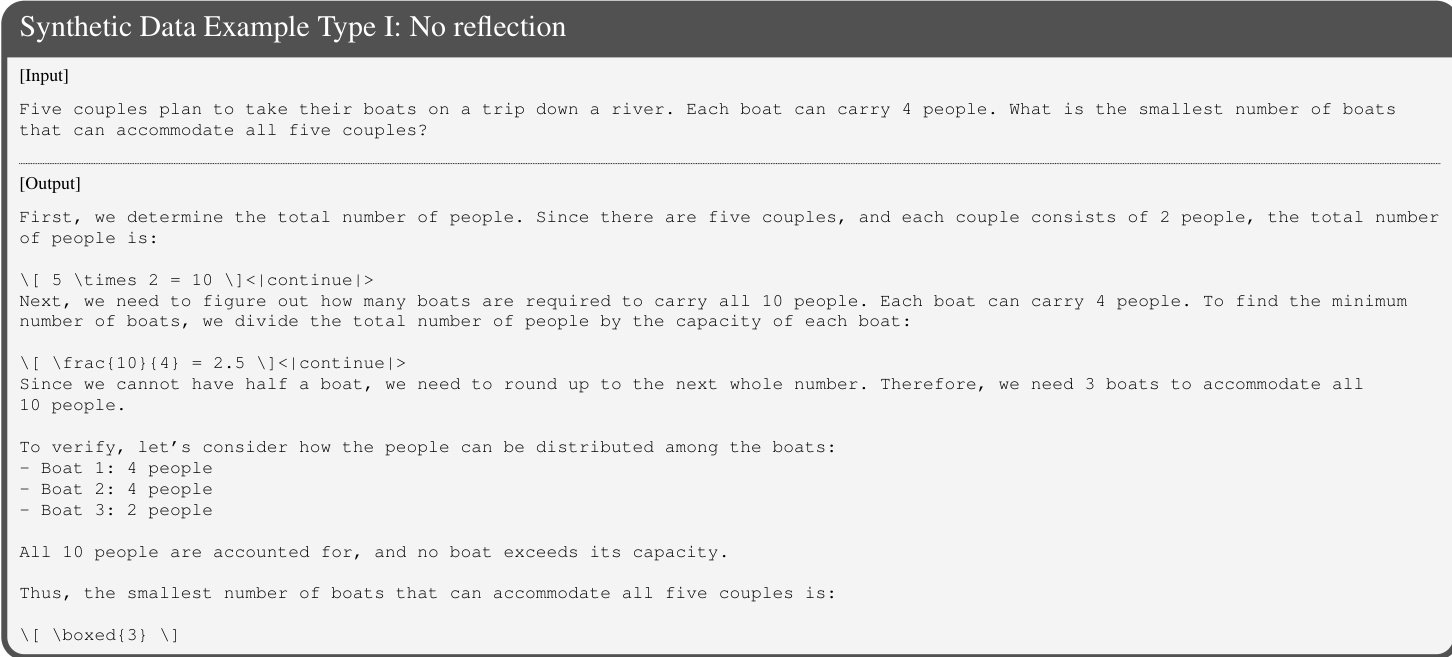 Synthetic Data Example Type I: No reflection
[Input]
Five couples plan to take their boats on a trip down a river. Each boat can carry 4 people. What is the smallest number of boats
that can accommodate all five couples?
[Output]
First, we determine the total number of people. Since there are five couples, and each couple consists of 2 people, the total number
of people is:
\[ 5 \times 2 = 10 \]<|continue|>
Next, we need to figure out how many boats are required to carry all 10 people. Each boat can carry 4 people. To find the minimum
number of boats, we divide the total number of people by the capacity of each boat:
\[ \frac{10}{4} = 2.5 \]<|continue|>
Since we cannot have half a boat, we need to round up to the next whole number. Therefore, we need 3 boats to accommodate all
10 people.
To verify, let's consider how the people can be distributed among the boats:
- Boat 1: 4 people
- Boat 2: 4 people
- Boat 3: 2 people
All 10 people are accounted for, and no boat exceeds its capacity.
Thus, the smallest number of boats that can accommodate all five couples is:
\[ \boxed{3} \]